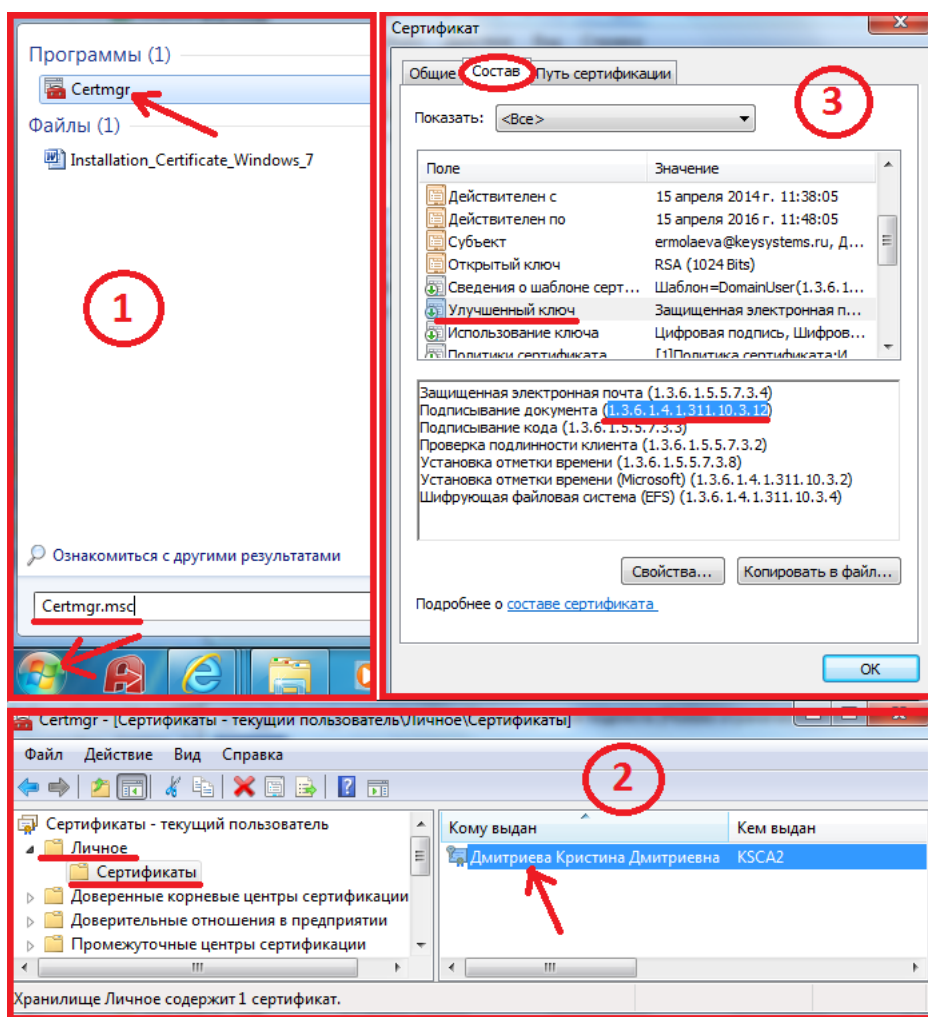 Программы (1)
Certmgr
Файлы (1)
Installation_Certificate_Windows_7
1
Ознакомиться с другими результатами
Certmgr.msc
Сертификат
Общие Состав Путь сертификации
3
Показать: <Все>
Поле Значение
Действителен с 15 апреля 2014 г. 11:38:05
Действителен по 15 апреля 2016 г. 11:48:05
Субъект ermolaeva@keysystems.ru, Д...
Открытый ключ RSA (1024 Bits)
Сведения о шаблоне серт... Шаблон=DomainUser(1.3.6.1...
Улучшенный ключ Защищенная электронная п...
Использование ключа Цифровая подпись, Шифров...
Политики сертификата [1]Политика сертификата:И
Защищенная электронная почта (1.3.6.1.5.5.7.3.4)
Подписывание документа (1.3.6.1.4.1.311.10.3.12)
Подписывание кода (1.3.6.1.5.5.7.3.3)
Проверка подлинности клиента (1.3.6.1.5.5.7.3.2)
Установка отметки времени (1.3.6.1.5.5.7.3.8)
Установка отметки времени (Microsoft) (1.3.6.1.4.1.311.10.3.2)
Шифрующая файловая система (EFS) (1.3.6.1.4.1.311.10.3.4)
Свойства... Копировать в файл...
Подробнее о составе сертификата
ОК
Certmgr - [Сертификаты - текущий пользователь\Личное\Сертификаты]
Файл Действие Вид Справка
2
Сертификаты - текущий пользователь
Личное
Сертификаты
Доверенные корневые центры сертификации
Доверительные отношения в предприятии
Промежуточные центры сертификации
Кому выдан Кем выдан
Дмитриева Кристина Дмитриевна KSCA2
Хранилище Личное содержит 1 сертификат.